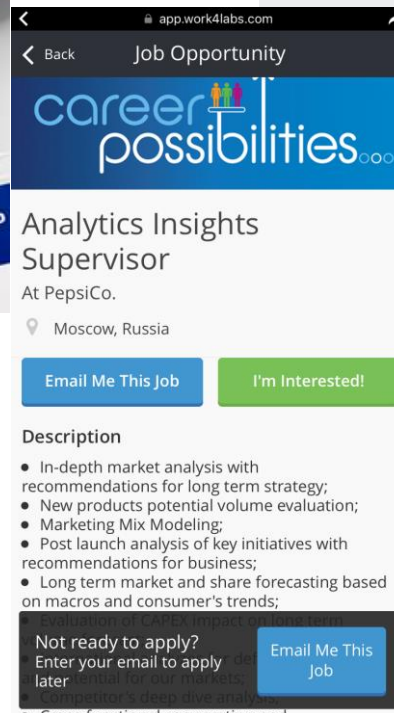 app.work4labs.com
Back
Job Opportunity
career
possibilities...
Analytics Insights
Supervisor
At PepsiCo.
Moscow, Russia
Email Me This Job
I'm Interested!
Description
• In-depth market analysis with
recommendations for long term strategy;
• New products potential volume evaluation;
• Marketing Mix Modeling;
• Post launch analysis of key initiatives with
recommendations for business;
• Long term market and share forecasting based
on macros and consumer's trends;
• Evaluation of CAPEX impact on long term
Not ready to apply?
Enter your email to apply
later
Email Me This
Job
potential for our markets;
• Competitor's deep dive analysis;